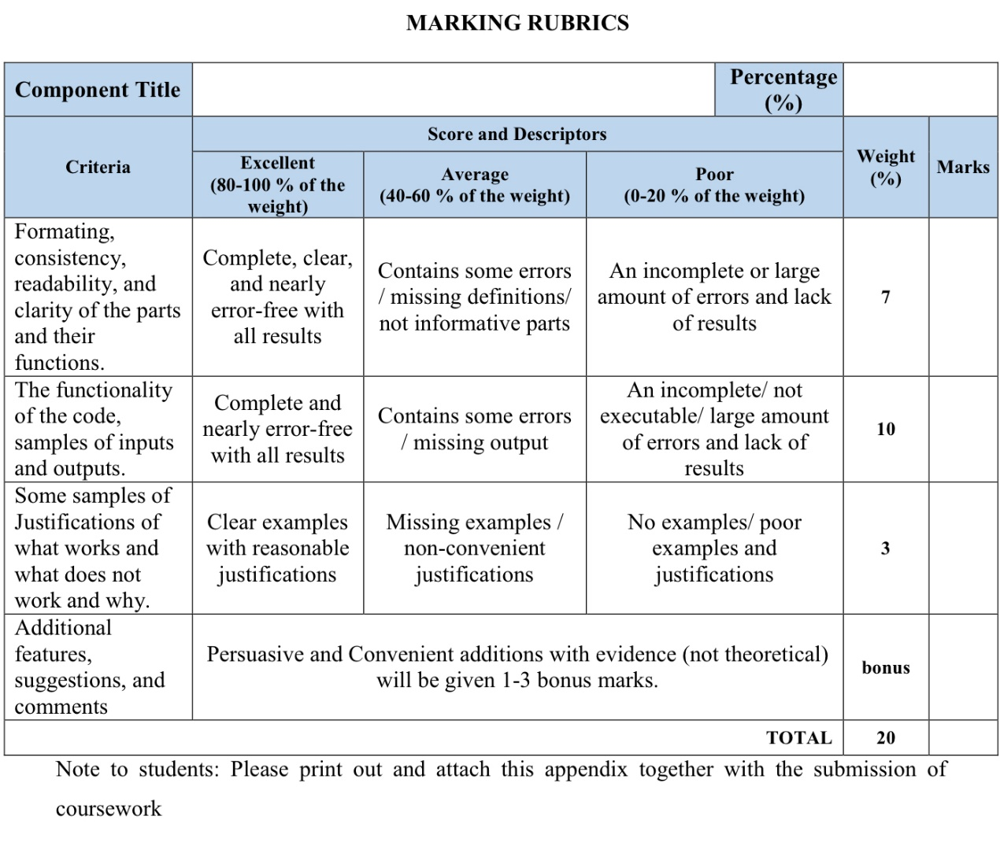 MARKING RUBRICS
Component Title
Percentage
(%)
Criteria
Score and Descriptors
Weight
(%)
Marks
Excellent
(80-100 % of the
weight)
Average
(40-60 % of the weight)
Poor
(0-20 % of the weight)
Formating,
consistency,
readability, and
clarity of the parts
and their
functions.
Complete, clear,
and nearly
error-free with
all results
Contains some errors
/ missing definitions/
not informative parts
An incomplete or large
amount of errors and lack
of results
7
The functionality
of the code,
samples of inputs
and outputs.
Complete and
nearly error-free
with all results
Contains some errors
/ missing output
An incomplete/ not
executable/ large amount
of errors and lack of
results
10
Some samples of
Justifications of
what works and
what does not
work and why.
Clear examples
with reasonable
justifications
Missing examples /
non-convenient
justifications
No examples/ poor
examples and
justifications
3
Additional
features,
suggestions, and
comments
Persuasive and Convenient additions with evidence (not theoretical)
will be given 1-3 bonus marks.
bonus
TOTAL
20
Note to students: Please print out and attach this appendix together with the submission of
coursework